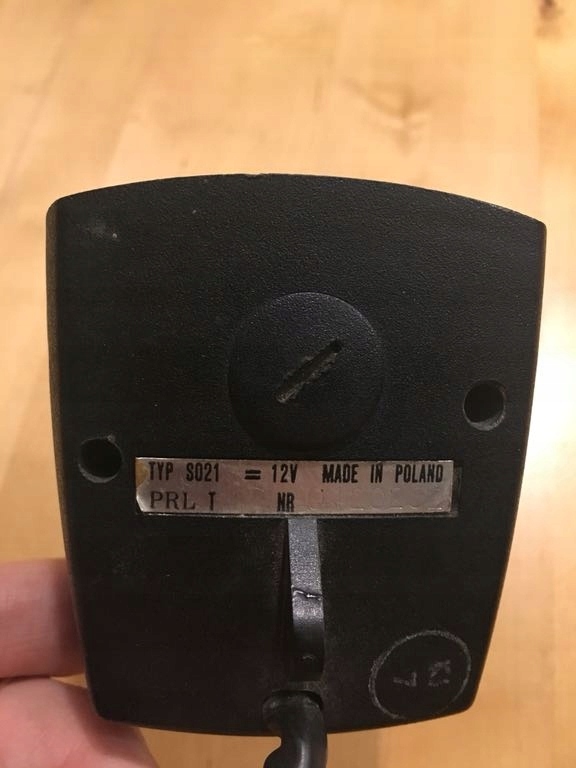 TYP S021 = 12V MADE IN POLAND
PRL T NR